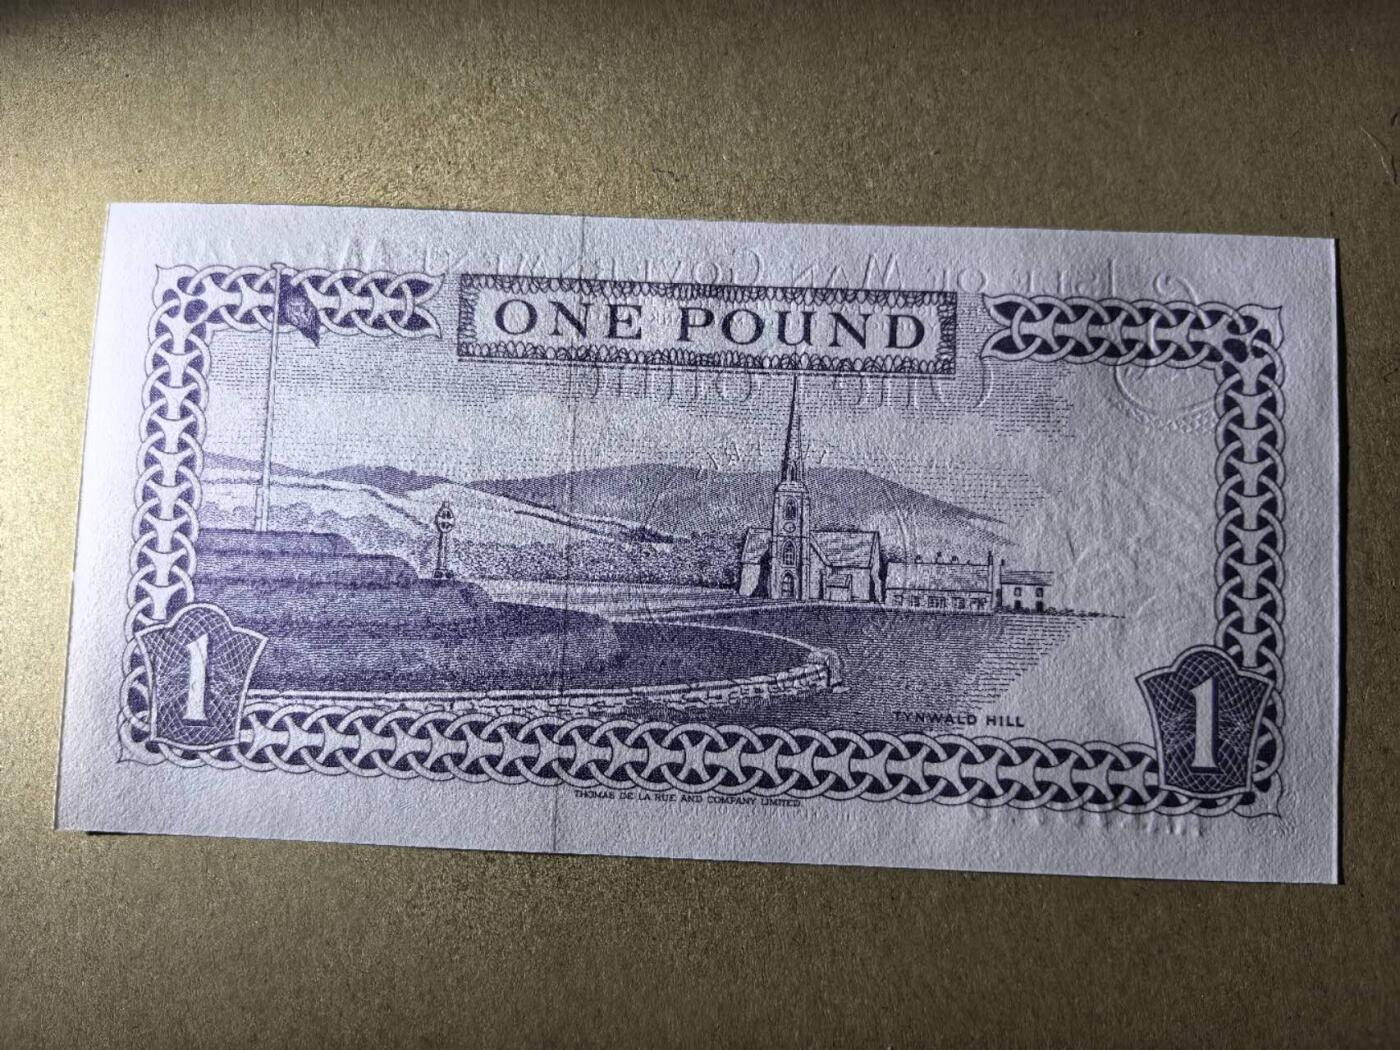 ONE POUND
1
1
TYNWALD HILL
THOMAS DE LA RUE AND COMPANY LIMITED.